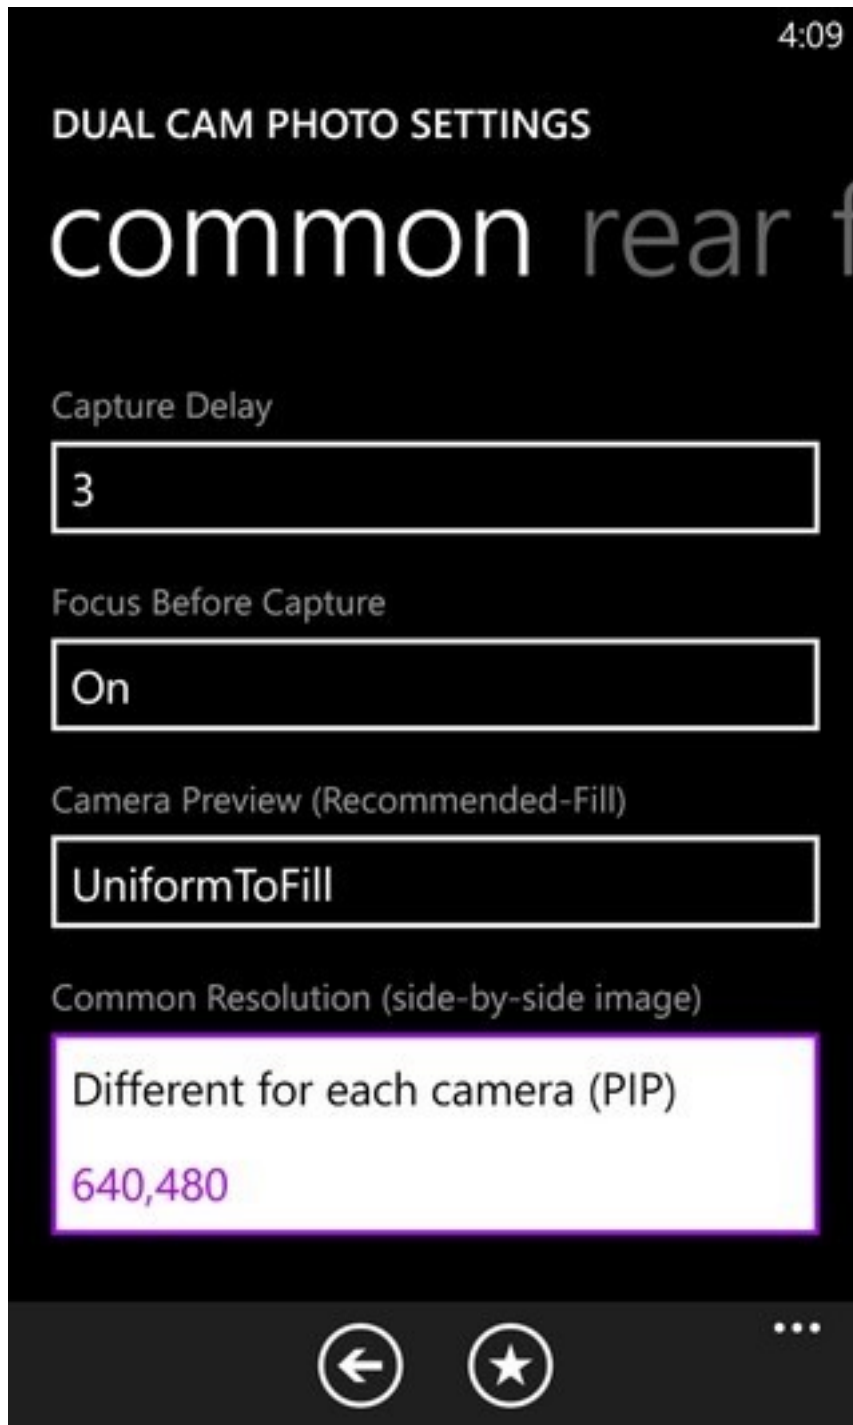 4:09
DUAL CAM PHOTO SETTINGS
common rear f
Capture Delay
3
Focus Before Capture
On
Camera Preview (Recommended-Fill)
UniformToFill
Common Resolution (side-by-side image)
Different for each camera (PIP)
640,480